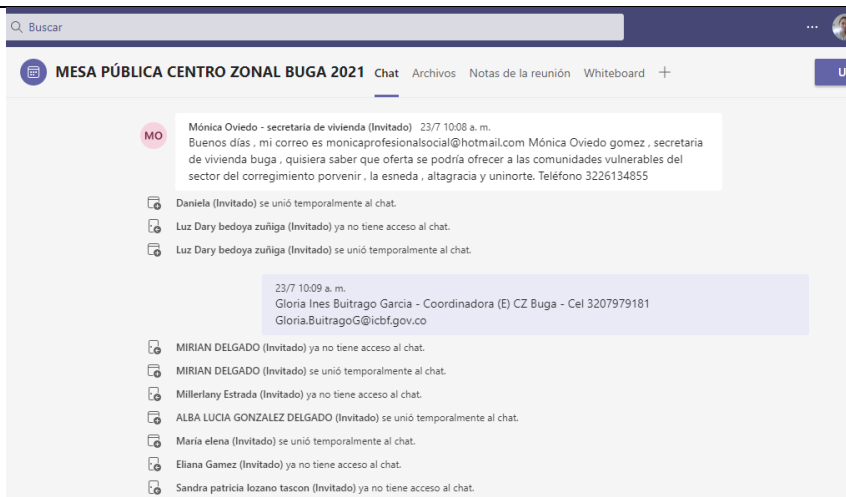 Buscar
MESA PÚBLICA CENTRO ZONAL BUGA 2021 Chat Archivos Notas de la reunión Whiteboard
MO
Mónica Oviedo - secretaria de vivienda (Invitado) 23/7 10:08 a. m.
Buenos días , mi correo es monicaprofesionalsocial@hotmail.com Mónica Oviedo gomez , secretaria
de vivienda buga , quisiera saber que oferta se podría ofrecer a las comunidades vulnerables del
sector del corregimiento porvenir , la esneda , altagracia y uninorte. Teléfono 3226134855
Daniela (Invitado) se unió temporalmente al chat.
Luz Dary bedoya zuñiga (Invitado) ya no tiene acceso al chat.
Luz Dary bedoya zuñiga (Invitado) se unió temporalmente al chat.
23/7 10:09 a. m.
Gloria Ines Buitrago Garcia - Coordinadora (E) CZ Buga - Cel 3207979181
Gloria.BuitragoG@icbf.gov.co
MIRIAN DELGADO (Invitado) ya no tiene acceso al chat.
MIRIAN DELGADO (Invitado) se unió temporalmente al chat.
Millerlany Estrada (Invitado) ya no tiene acceso al chat.
ALBA LUCIA GONZALEZ DELGADO (Invitado) se unió temporalmente al chat.
María elena (Invitado) se unió temporalmente al chat.
Eliana Gamez (Invitado) ya no tiene acceso al chat.
Sandra patricia lozano tascon (Invitado) ya no tiene acceso al chat.